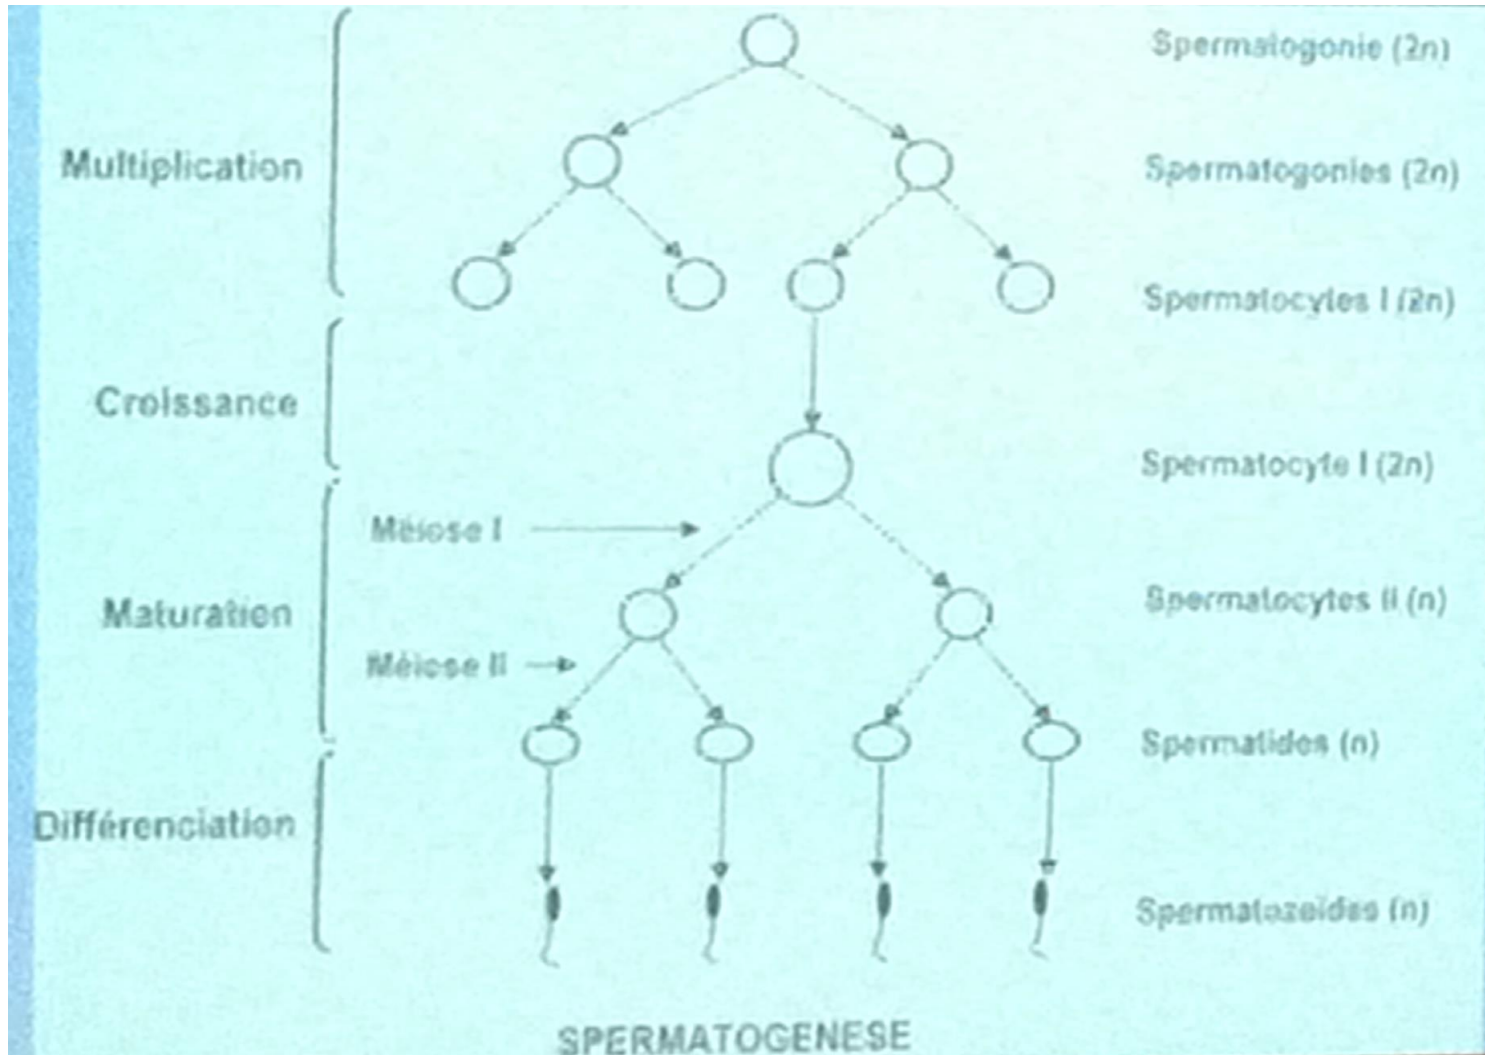 Spermatogonie (2n)
Multiplication
Spermatogonies (2n)
Spermatocytes I (2n)
Croissance
Spermatocyte I (2n)
Méiose I
Maturation
Spermatocytes II (n)
Méiose II
Spermatides (n)
Différenciation
Spermatozoïdes (n)
SPERMATOGENESE